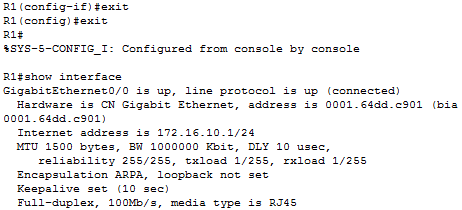 R1(config-if)#exit
R1(config)#exit
R1#
%SYS-5-CONFIG_I: Configured from console by console
R1#show interface
GigabitEthernet0/0 is up, line protocol is up (connected)
Hardware is CN Gigabit Ethernet, address is 0001.64dd.c901 (bia
0001.64dd.c901)
Internet address is 172.16.10.1/24
MTU 1500 bytes, BW 1000000 Kbit, DLY 10 usec,
reliability 255/255, txload 1/255, rxload 1/255
Encapsulation ARPA, loopback not set
Keepalive set (10 sec)
Full-duplex, 100Mb/s, media type is RJ45